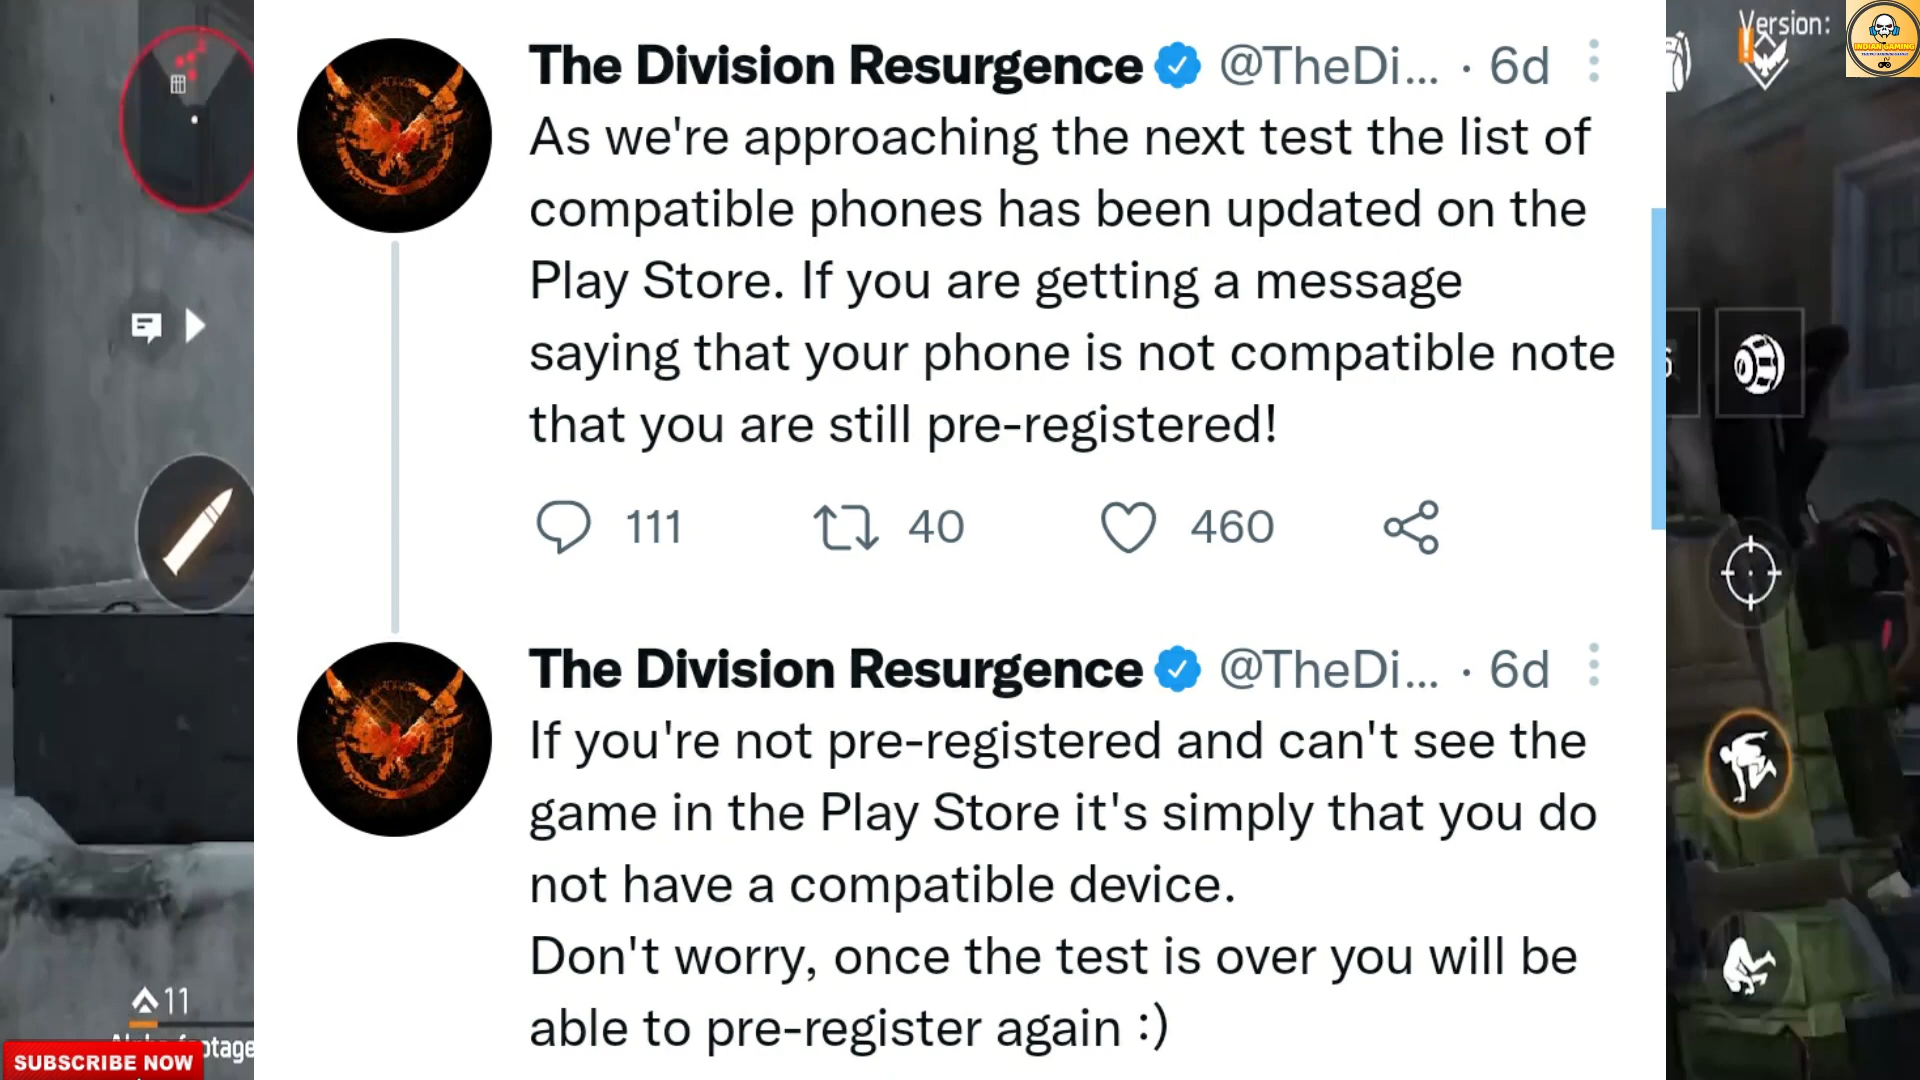 The Division Resurgence @TheDi... · 6d
As we're approaching the next test the list of
compatible phones has been updated on the
Play Store. If you are getting a message
saying that your phone is not compatible note
that you are still pre-registered!
111 40 460
The Division Resurgence @TheDi... · 6d
If you're not pre-registered and can't see the
game in the Play Store it's simply that you do
not have a compatible device.
Don't worry, once the test is over you will be
able to pre-register again :)
Version:
INDIAN GAMING
11
Alpha footage
SUBSCRIBE NOW